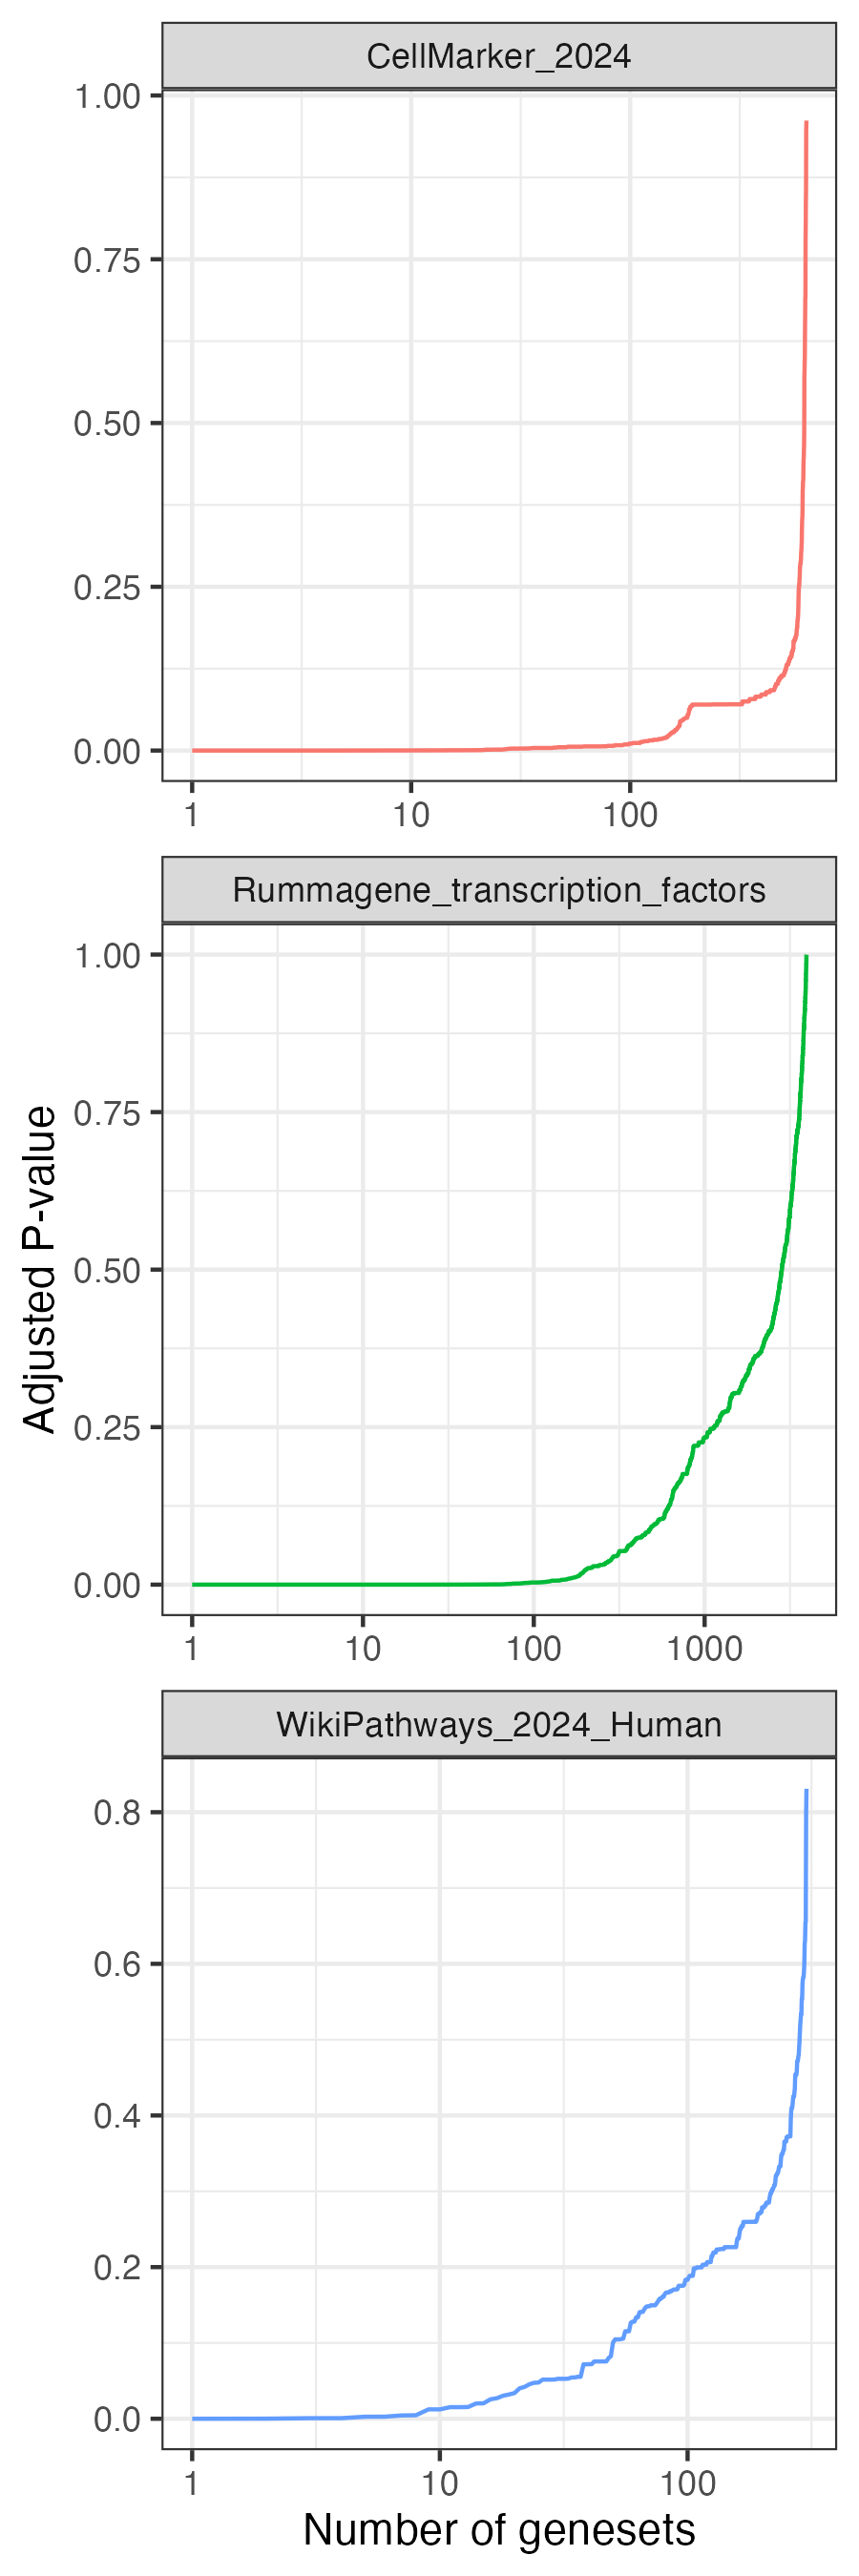 CellMarker_2024
1.00
0.75
0.50
0.25
0.00
1 10 100
Rummagene_transcription_factors
1.00
0.75
0.50
0.25
0.00
1 10 100 1000
Adjusted P-value
WikiPathways_2024_Human
0.8
0.6
0.4
0.2
0.0
1 10 100
Number of genesets